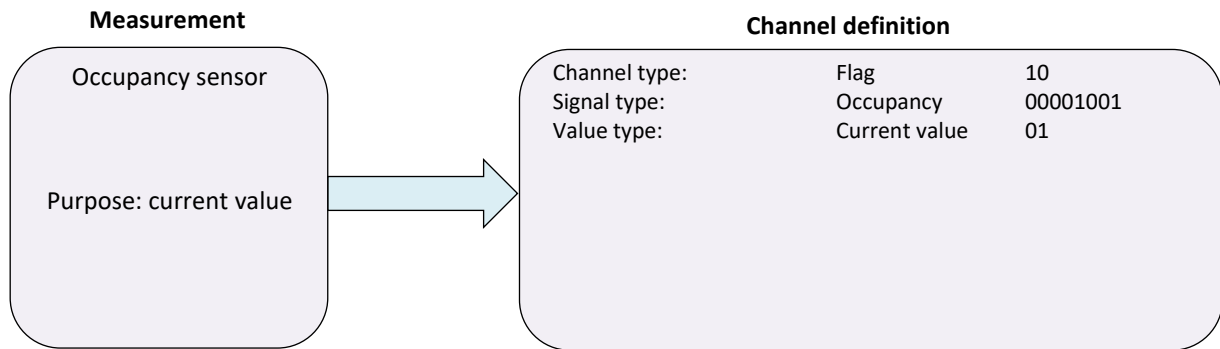 Measurement
Channel definition
Occupancy sensor
Purpose: current value
Channel type: Flag 10
Signal type: Occupancy 00001001
Value type: Current value 01